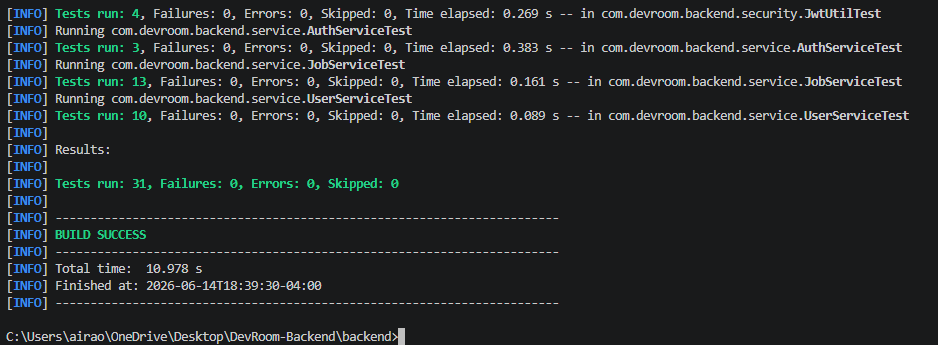 [INFO] Tests run: 4, Failures: 0, Errors: 0, Skipped: 0, Time elapsed: 0.269 s -- in com.devroom.backend.security.JwtUtilTest
[INFO] Running com.devroom.backend.service.AuthServiceTest
[INFO] Tests run: 3, Failures: 0, Errors: 0, Skipped: 0, Time elapsed: 0.383 s -- in com.devroom.backend.service.AuthServiceTest
[INFO] Running com.devroom.backend.service.JobServiceTest
[INFO] Tests run: 13, Failures: 0, Errors: 0, Skipped: 0, Time elapsed: 0.161 s -- in com.devroom.backend.service.JobServiceTest
[INFO] Running com.devroom.backend.service.UserServiceTest
[INFO] Tests run: 10, Failures: 0, Errors: 0, Skipped: 0, Time elapsed: 0.089 s -- in com.devroom.backend.service.UserServiceTest
[INFO]
[INFO] Results:
[INFO]
[INFO] Tests run: 31, Failures: 0, Errors: 0, Skipped: 0
[INFO]
[INFO] ------------------------------------------------------------------------
[INFO] BUILD SUCCESS
[INFO] ------------------------------------------------------------------------
[INFO] Total time:  10.978 s
[INFO] Finished at: 2026-06-14T18:39:30-04:00
[INFO] ------------------------------------------------------------------------
C:\Users\airao\OneDrive\Desktop\DevRoom-Backend\backend>